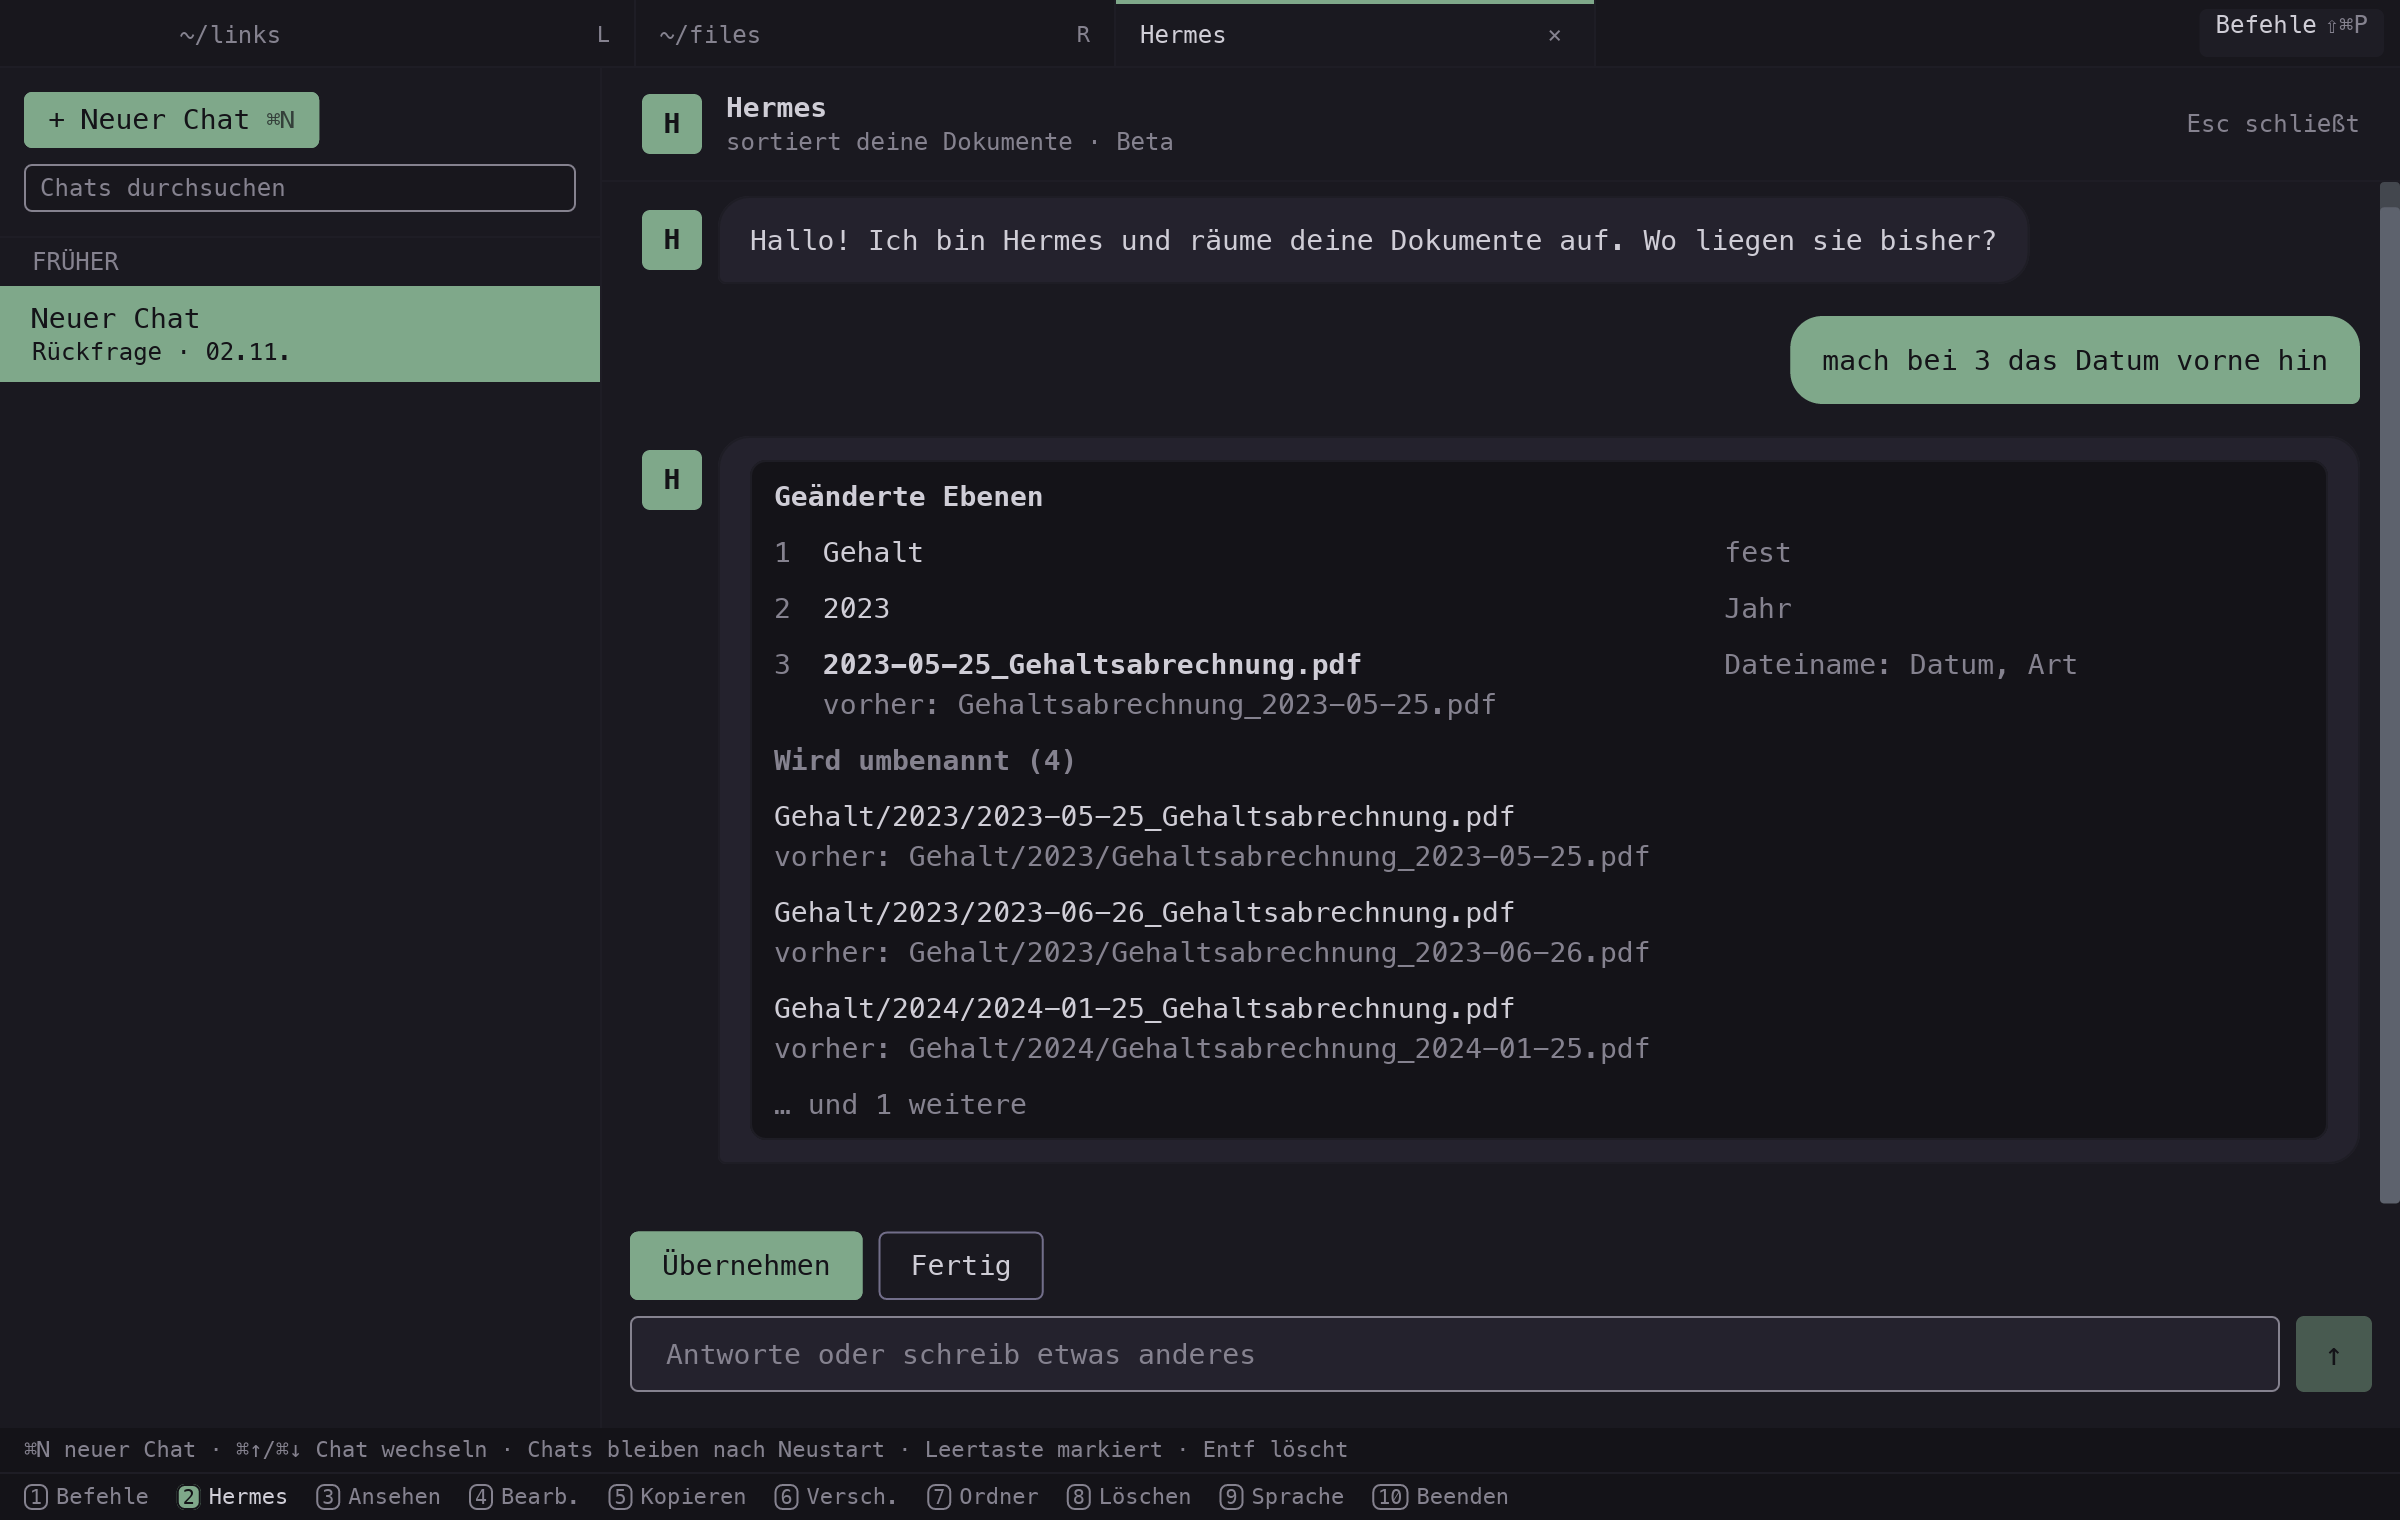 ~/links L ~/files R Hermes × Befehle ⇧⌘P
+ Neuer Chat ⌘N
Chats durchsuchen
FRÜHER
Neuer Chat
Rückfrage · 02.11.
H Hermes
sortiert deine Dokumente · Beta
Esc schließt
H Hallo! Ich bin Hermes und räume deine Dokumente auf. Wo liegen sie bisher?
mach bei 3 das Datum vorne hin
H
Geänderte Ebenen
1 Gehalt fest
2 2023 Jahr
3 2023-05-25_Gehaltsabrechnung.pdf Dateiname: Datum, Art
vorher: Gehaltsabrechnung_2023-05-25.pdf
Wird umbenannt (4)
Gehalt/2023/2023-05-25_Gehaltsabrechnung.pdf
vorher: Gehalt/2023/Gehaltsabrechnung_2023-05-25.pdf
Gehalt/2023/2023-06-26_Gehaltsabrechnung.pdf
vorher: Gehalt/2023/Gehaltsabrechnung_2023-06-26.pdf
Gehalt/2024/2024-01-25_Gehaltsabrechnung.pdf
vorher: Gehalt/2024/Gehaltsabrechnung_2024-01-25.pdf
… und 1 weitere
Übernehmen Fertig
Antworte oder schreib etwas anderes ↑
⌘N neuer Chat · ⌘↑/⌘↓ Chat wechseln · Chats bleiben nach Neustart · Leertaste markiert · Entf löscht
1 Befehle 2 Hermes 3 Ansehen 4 Bearb. 5 Kopieren 6 Versch. 7 Ordner 8 Löschen 9 Sprache 10 Beenden